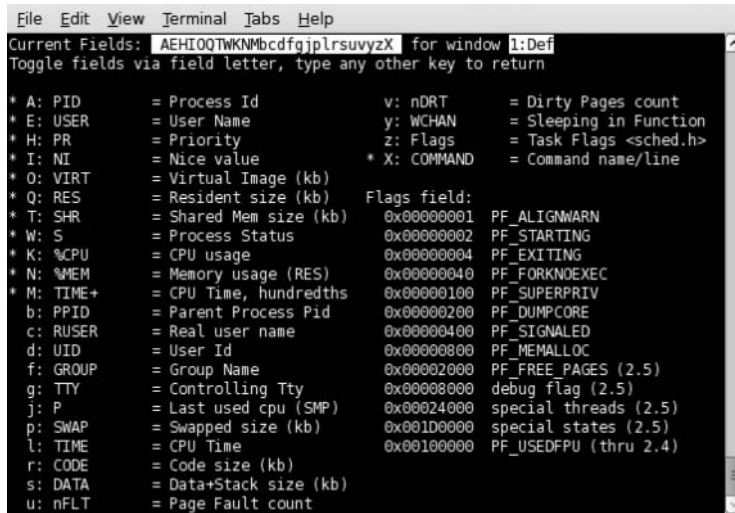 File Edit View Terminal Tabs Help
Current Fields: AEHIOQTWKNMbcdfgjplrsuvyzX for window 1:Def
Toggle fields via field letter, type any other key to return
* A: PID = Process Id v: nDRT = Dirty Pages count
* E: USER = User Name y: WCHAN = Sleeping in Function
* H: PR = Priority z: Flags = Task Flags <sched.h>
* I: NI = Nice value * X: COMMAND = Command name/line
* O: VIRT = Virtual Image (kb)
* Q: RES = Resident size (kb) Flags field:
* T: SHR = Shared Mem size (kb) 0x00000001 PF_ALIGNWARN
* W: S = Process Status 0x00000002 PF_STARTING
* K: %CPU = CPU usage 0x00000004 PF_EXITING
* N: %MEM = Memory usage (RES) 0x00000040 PF_FORKNOEXEC
* M: TIME+ = CPU Time, hundredths 0x00000100 PF_SUPERPRIV
b: PPID = Parent Process Pid 0x00000200 PF_DUMPCORE
c: RUSER = Real user name 0x00000400 PF_SIGNALED
d: UID = User Id 0x00000800 PF_MEMALLOC
f: GROUP = Group Name 0x00002000 PF_FREE_PAGES (2.5)
g: TTY = Controlling Tty 0x00008000 debug flag (2.5)
j: P = Last used cpu (SMP) 0x00024000 special threads (2.5)
p: SWAP = Swapped size (kb) 0x001D0000 special states (2.5)
l: TIME = CPU Time 0x00100000 PF_USEDFPU (thru 2.4)
r: CODE = Code size (kb)
s: DATA = Data+Stack size (kb)
u: nFLT = Page Fault count